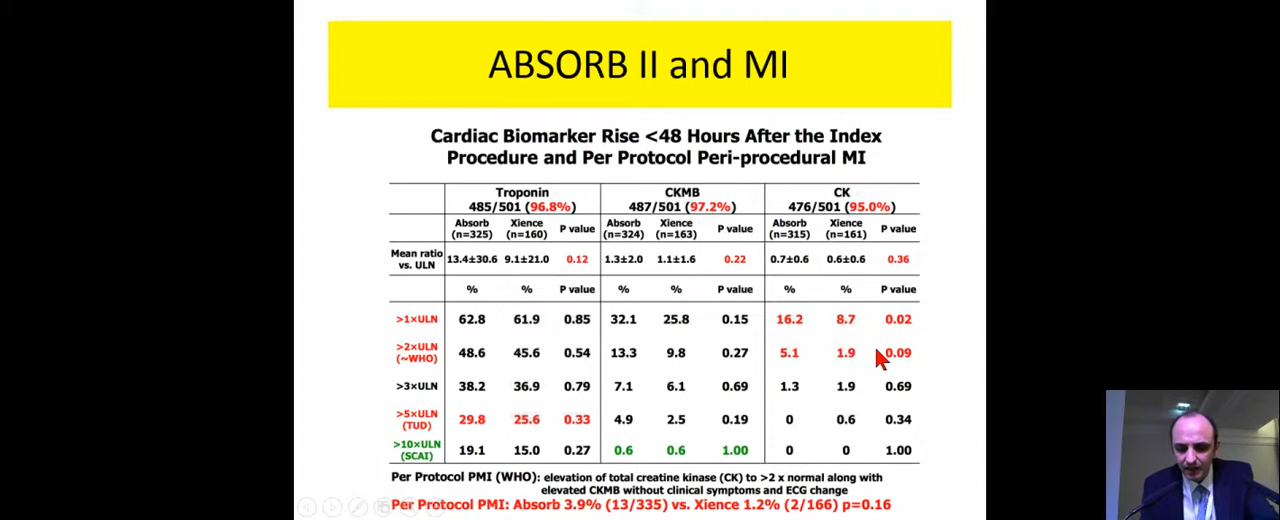 ABSORB II and MI
Cardiac Biomarker Rise <48 Hours After the Index
Procedure and Per Protocol Peri-procedural MI
Troponin CKMB CK
485/501 (96.8%) 487/501 (97.2%) 476/501 (95.0%)
Absorb (n=325) Xience (n=160) P value Absorb (n=324) Xience (n=163) P value Absorb (n=315) Xience (n=161) P value
Mean ratio vs. ULN 13.4±30.6 9.1±21.0 0.12 1.3±2.0 1.1±1.6 0.22 0.7±0.6 0.6±0.6 0.36
% % P value % % P value % % P value
>1×ULN 62.8 61.9 0.85 32.1 25.8 0.15 16.2 8.7 0.02
>2×ULN (~WHO) 48.6 45.6 0.54 13.3 9.8 0.27 5.1 1.9 0.09
>3×ULN 38.2 36.9 0.79 7.1 6.1 0.69 1.3 1.9 0.69
>5×ULN (TUD) 29.8 25.6 0.33 4.9 2.5 0.19 0 0.6 0.34
>10×ULN (SCAI) 19.1 15.0 0.27 0.6 0.6 1.00 0 0 1.00
Per Protocol PMI (WHO): elevation of total creatine kinase (CK) to >2 x normal along with
elevated CKMB without clinical symptoms and ECG change
Per Protocol PMI: Absorb 3.9% (13/335) vs. Xience 1.2% (2/166) p=0.16